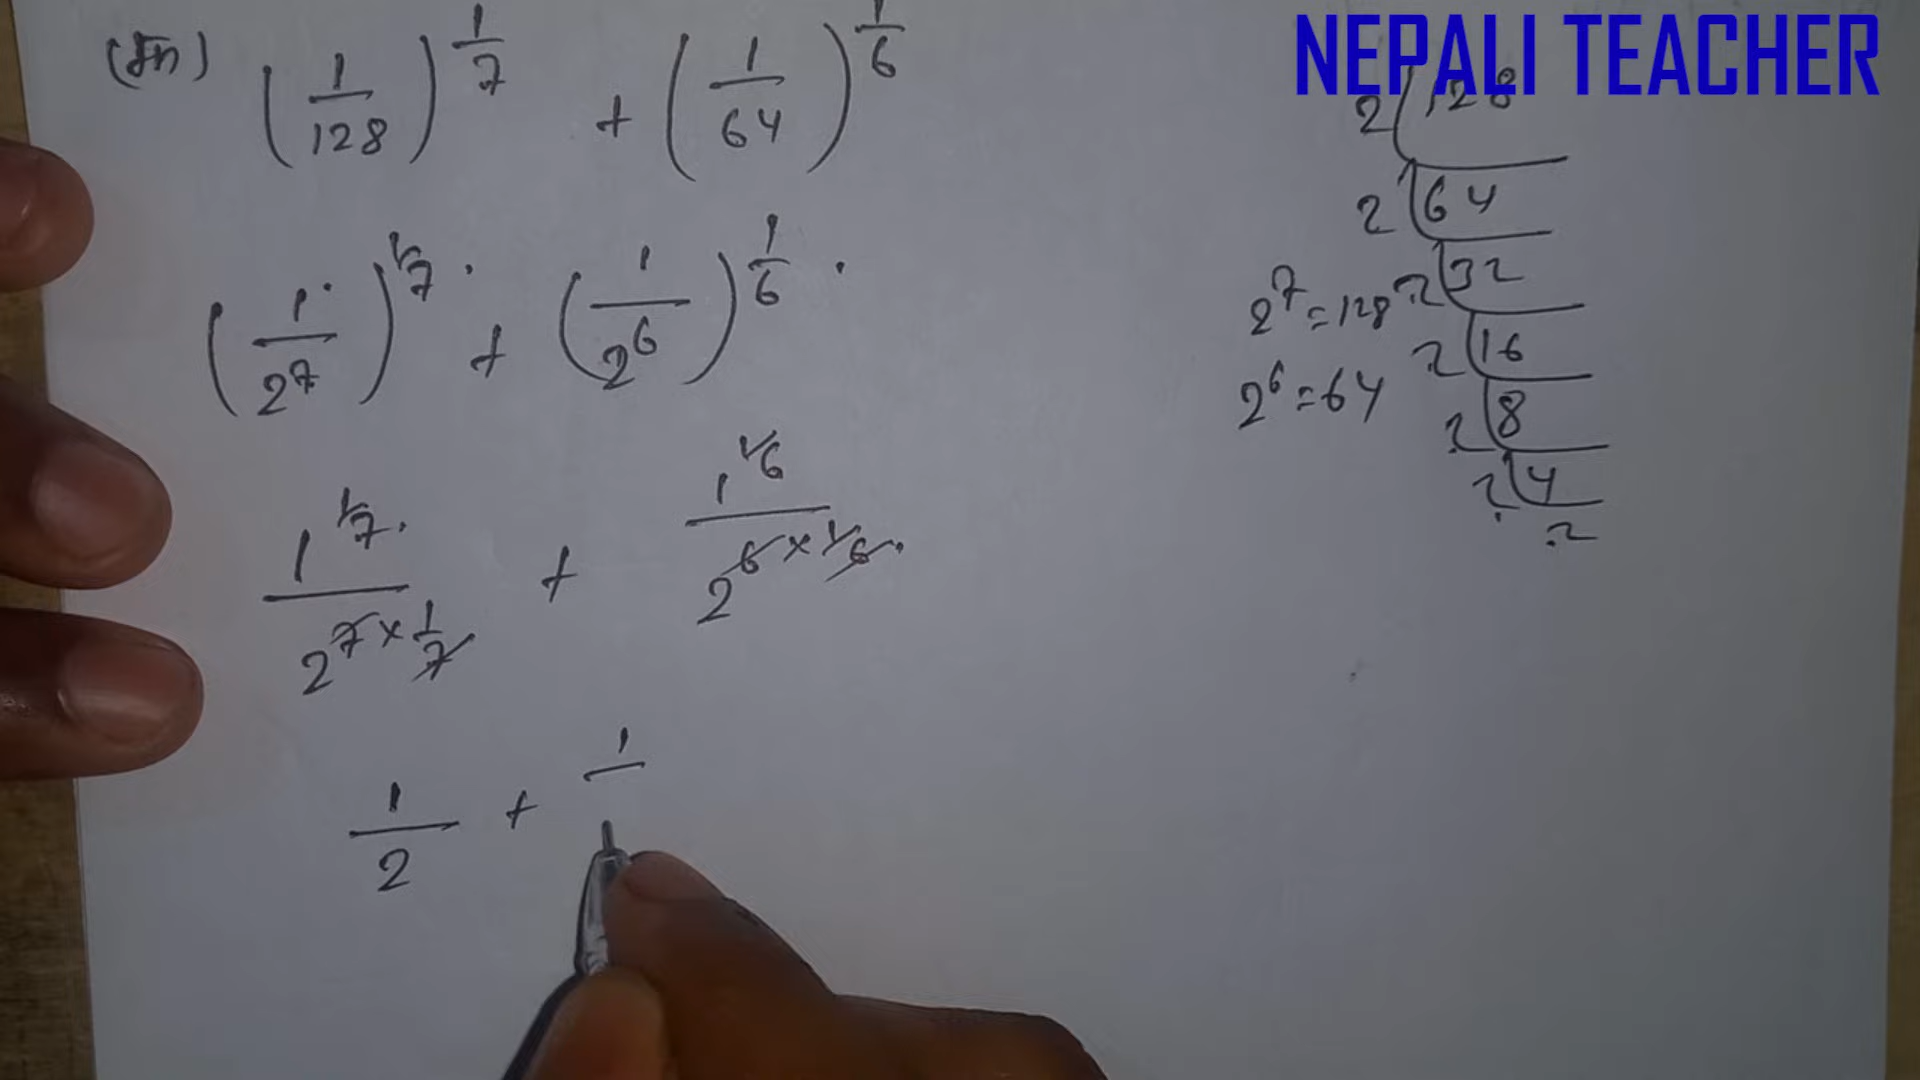 NEPALI TEACHER
(1/128)^1/7 + (1/64)^1/6
(1/2^7)^1/7 + (1/2^6)^1/6
1^1/7 / 2^7×1/7 + 1^1/6 / 2^6×1/6
1/2 + 1/
2 128
2 64
2 32
2 16
2 8
2 4
2
2^7 = 128
2^6 = 64